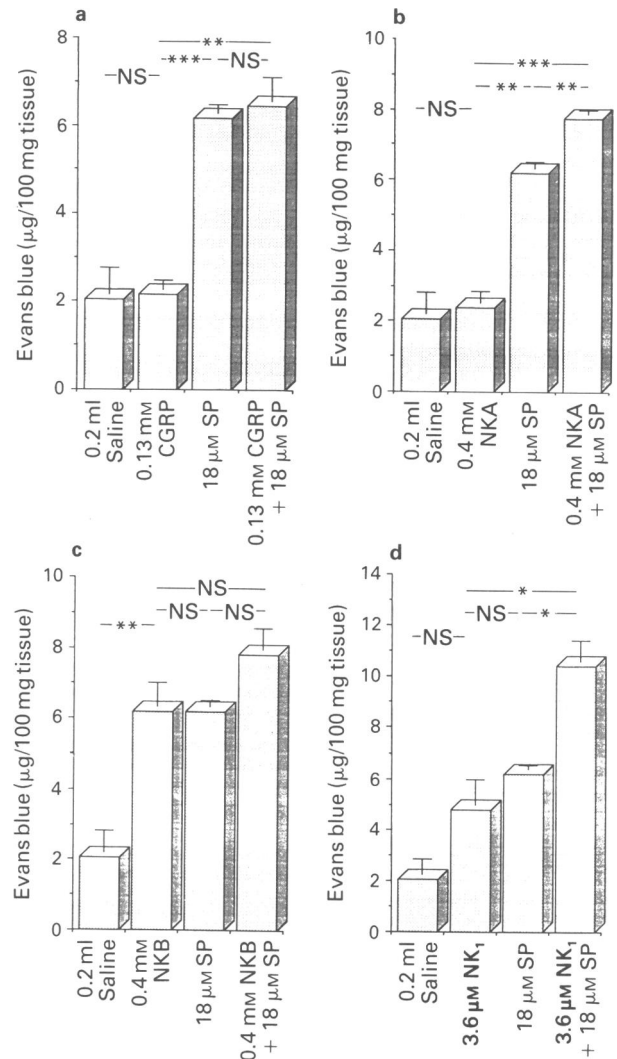 a
8
6
4
2
0
Evans blue (µg/100 mg tissue)
**
*** NS
NS
0.2 ml
Saline
0.13 mM
CGRP
18 µM SP
0.13 mM CGRP
+ 18 µM SP
b
10
8
6
4
2
0
Evans blue (µg/100 mg tissue)
***
** **
NS
0.2 ml
Saline
0.4 mM
NKA
18 µM SP
0.4 mM NKA
+ 18 µM SP
c
10
8
6
4
2
0
Evans blue (µg/100 mg tissue)
NS
NS NS
**
0.2 ml
Saline
0.4 mM
NKB
18 µM SP
0.4 mM NKB
+ 18 µM SP
d
14
12
10
8
6
4
2
0
Evans blue (µg/100 mg tissue)
*
NS *
NS
0.2 ml
Saline
3.6 µM NK₁
18 µM SP
3.6 µM NK₁
+ 18 µM SP